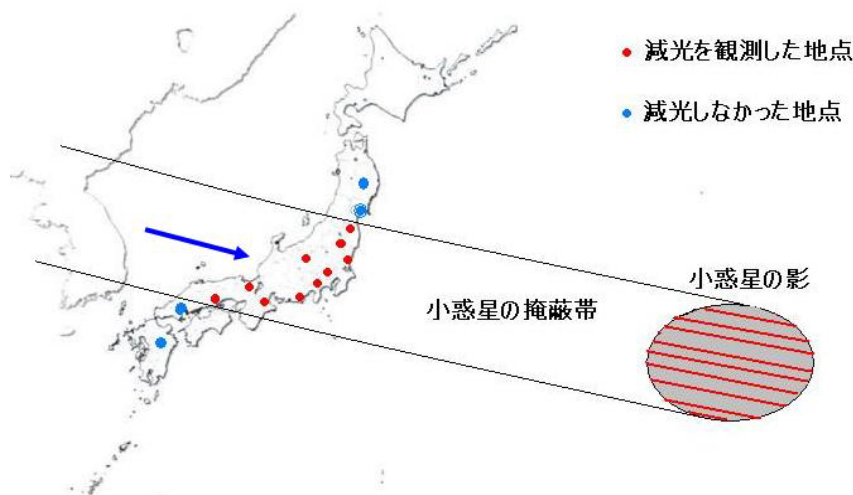 減光を観測した地点
減光しなかった地点
小惑星の影
小惑星の掩蔽帯